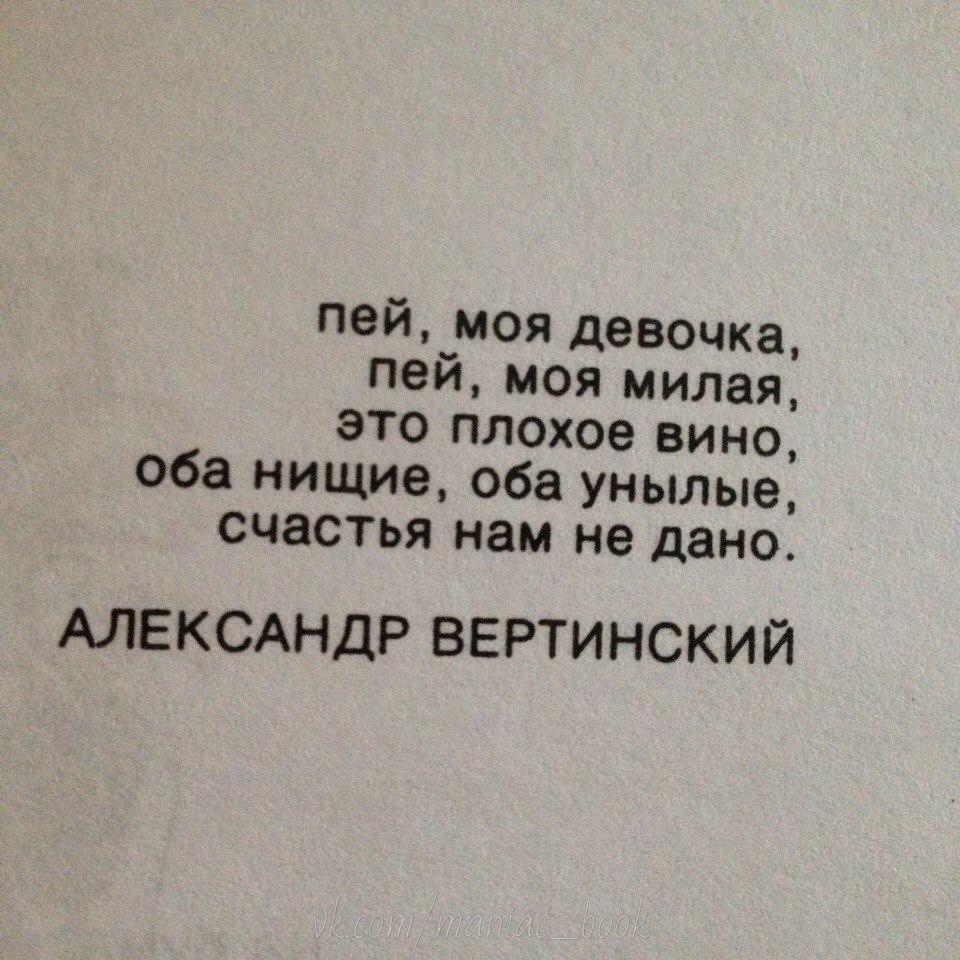 пей, моя девочка,
пей, моя милая,
это плохое вино,
оба нищие, оба унылые,
счастья нам не дано.
АЛЕКСАНДР ВЕРТИНСКИЙ
vk.com/maniac_book